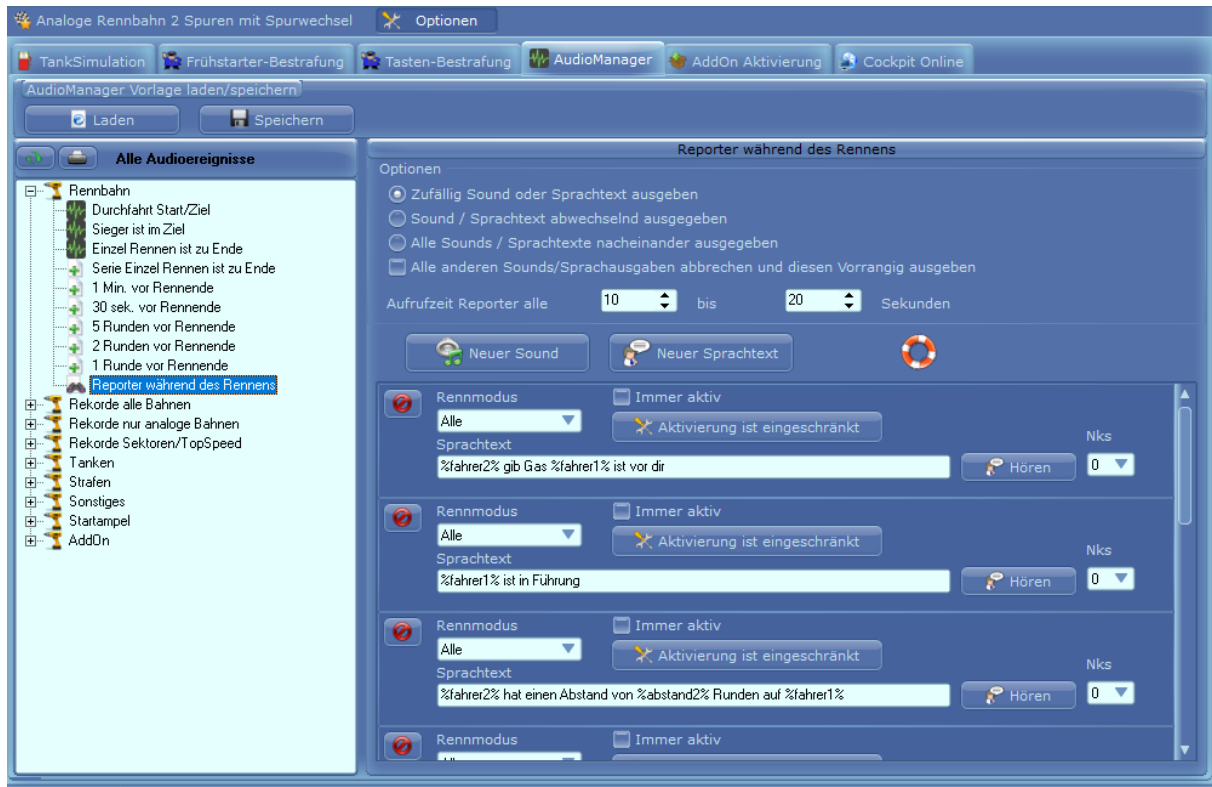 Analoge Rennbahn 2 Spuren mit Spurwechsel
Optionen
TankSimulation
Frühstarter-Bestrafung
Tasten-Bestrafung
AudioManager
AddOn Aktivierung
Cockpit Online
AudioManager Vorlage laden/speichern
Laden
Speichern
Alle Audioereignisse
Rennbahn
Durchfahrt Start/Ziel
Sieger ist im Ziel
Einzel Rennen ist zu Ende
Serie Einzel Rennen ist zu Ende
1 Min. vor Rennende
30 sek. vor Rennende
5 Runden vor Rennende
2 Runden vor Rennende
1 Runde vor Rennende
Reporter während des Rennens
Rekorde alle Bahnen
Rekorde nur analoge Bahnen
Rekorde Sektoren/TopSpeed
Tanken
Strafen
Sonstiges
Startampel
AddOn
Reporter während des Rennens
Optionen
Zufällig Sound oder Sprachtext ausgeben
Sound / Sprachtext abwechselnd ausgegeben
Alle Sounds / Sprachtexte nacheinander ausgegeben
Alle anderen Sounds/Sprachausgaben abbrechen und diesen Vorrangig ausgeben
Aufrufzeit Reporter alle 10 bis 20 Sekunden
Neuer Sound
Neuer Sprachtext
Rennmodus
Immer aktiv
Alle
Aktivierung ist eingeschränkt
Sprachtext
Nks
%fahrer2% gib Gas %fahrer1% ist vor dir
Hören
0
Rennmodus
Immer aktiv
Alle
Aktivierung ist eingeschränkt
Sprachtext
Nks
%fahrer1% ist in Führung
Hören
0
Rennmodus
Immer aktiv
Alle
Aktivierung ist eingeschränkt
Sprachtext
Nks
%fahrer2% hat einen Abstand von %abstand2% Runden auf %fahrer1%
Hören
0
Rennmodus
Immer aktiv